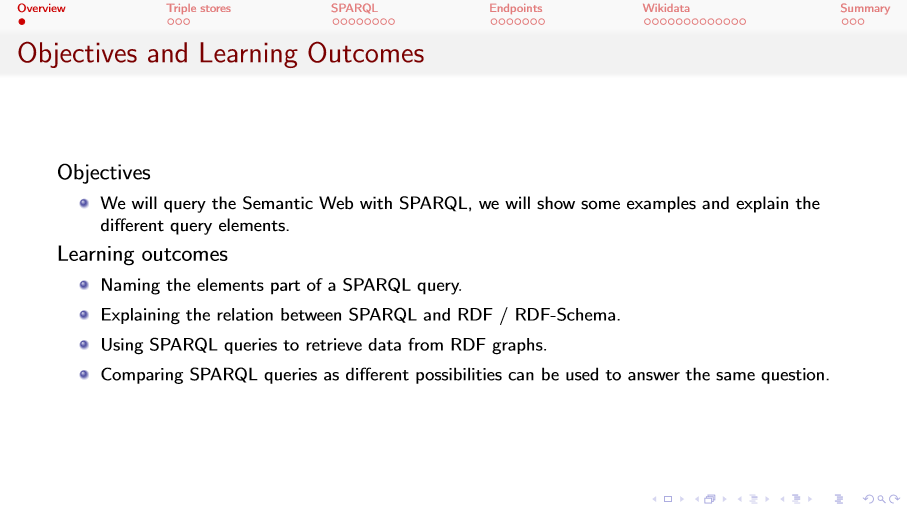 Overview Triple stores SPARQL Endpoints Wikidata Summary
Objectives and Learning Outcomes
Objectives
We will query the Semantic Web with SPARQL, we will show some examples and explain the
different query elements.
Learning outcomes
Naming the elements part of a SPARQL query.
Explaining the relation between SPARQL and RDF / RDF-Schema.
Using SPARQL queries to retrieve data from RDF graphs.
Comparing SPARQL queries as different possibilities can be used to answer the same question.